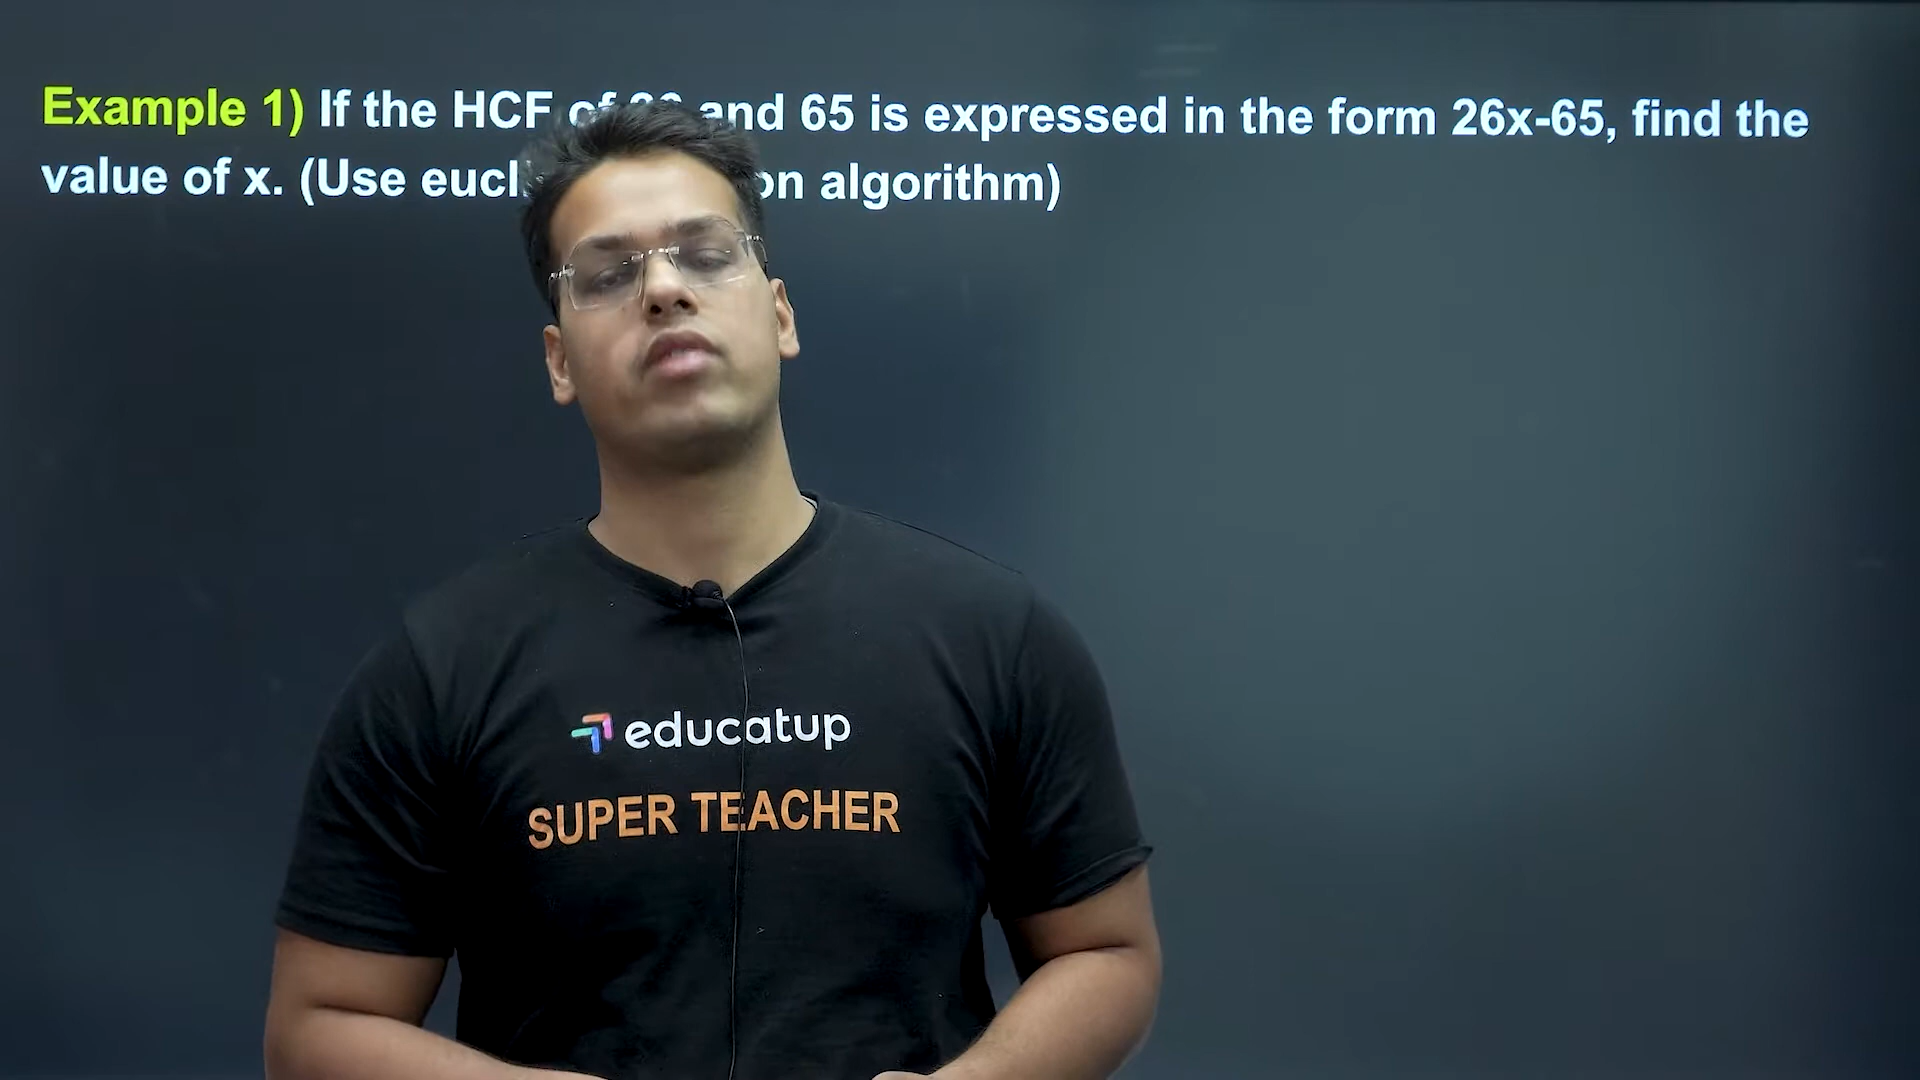 Example 1) If the HCF of and 65 is expressed in the form 26x-65, find the
value of x. (Use algorithm)
educatup
SUPER TEACHER